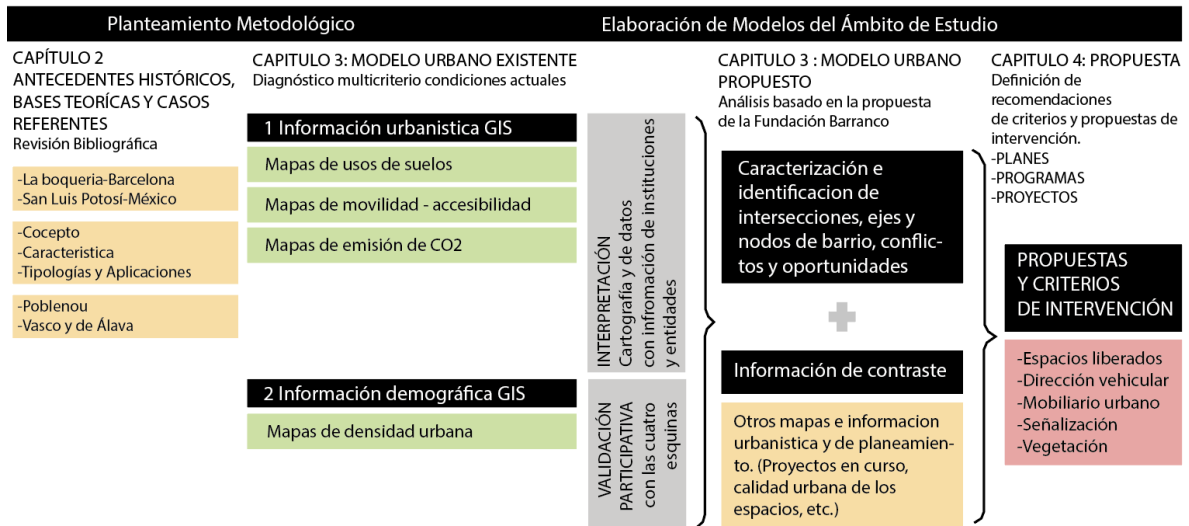 Planteamiento Metodológico
Elaboración de Modelos del Ámbito de Estudio
CAPÍTULO 2
ANTECEDENTES HISTÓRICOS,
BASES TEORÍCAS Y CASOS
REFERENTES
Revisión Bibliográfica
-La boqueria-Barcelona
-San Luis Potosí-México
-Cocepto
-Caracteristica
-Tipologías y Aplicaciones
-Poblenou
-Vasco y de Álava
CAPITULO 3: MODELO URBANO EXISTENTE
Diagnóstico multicriterio condiciones actuales
1 Información urbanistica GIS
Mapas de usos de suelos
Mapas de movilidad - accesibilidad
Mapas de emisión de CO2
2 Información demográfica GIS
Mapas de densidad urbana
INTERPRETACIÓN
Cartografía y de datos
con infromación de instituciones
y entidades
VALIDACIÓN
PARTICIPATIVA
con las cuatro
esquinas
CAPITULO 3 : MODELO URBANO
PROPUESTO
Análisis basado en la propuesta
de la Fundación Barranco
Caracterización e
identificacion de
intersecciones, ejes y
nodos de barrio, conflic-
tos y oportunidades
Información de contraste
Otros mapas e informacion
urbanistica y de planeamien-
to. (Proyectos en curso,
calidad urbana de los
espacios, etc.)
CAPITULO 4: PROPUESTA
Definición de
recomendaciones
de criterios y propuestas de
intervención.
-PLANES
-PROGRAMAS
-PROYECTOS
PROPUESTAS
Y CRITERIOS
DE INTERVENCIÓN
-Espacios liberados
-Dirección vehicular
-Mobiliario urbano
-Señalización
-Vegetación